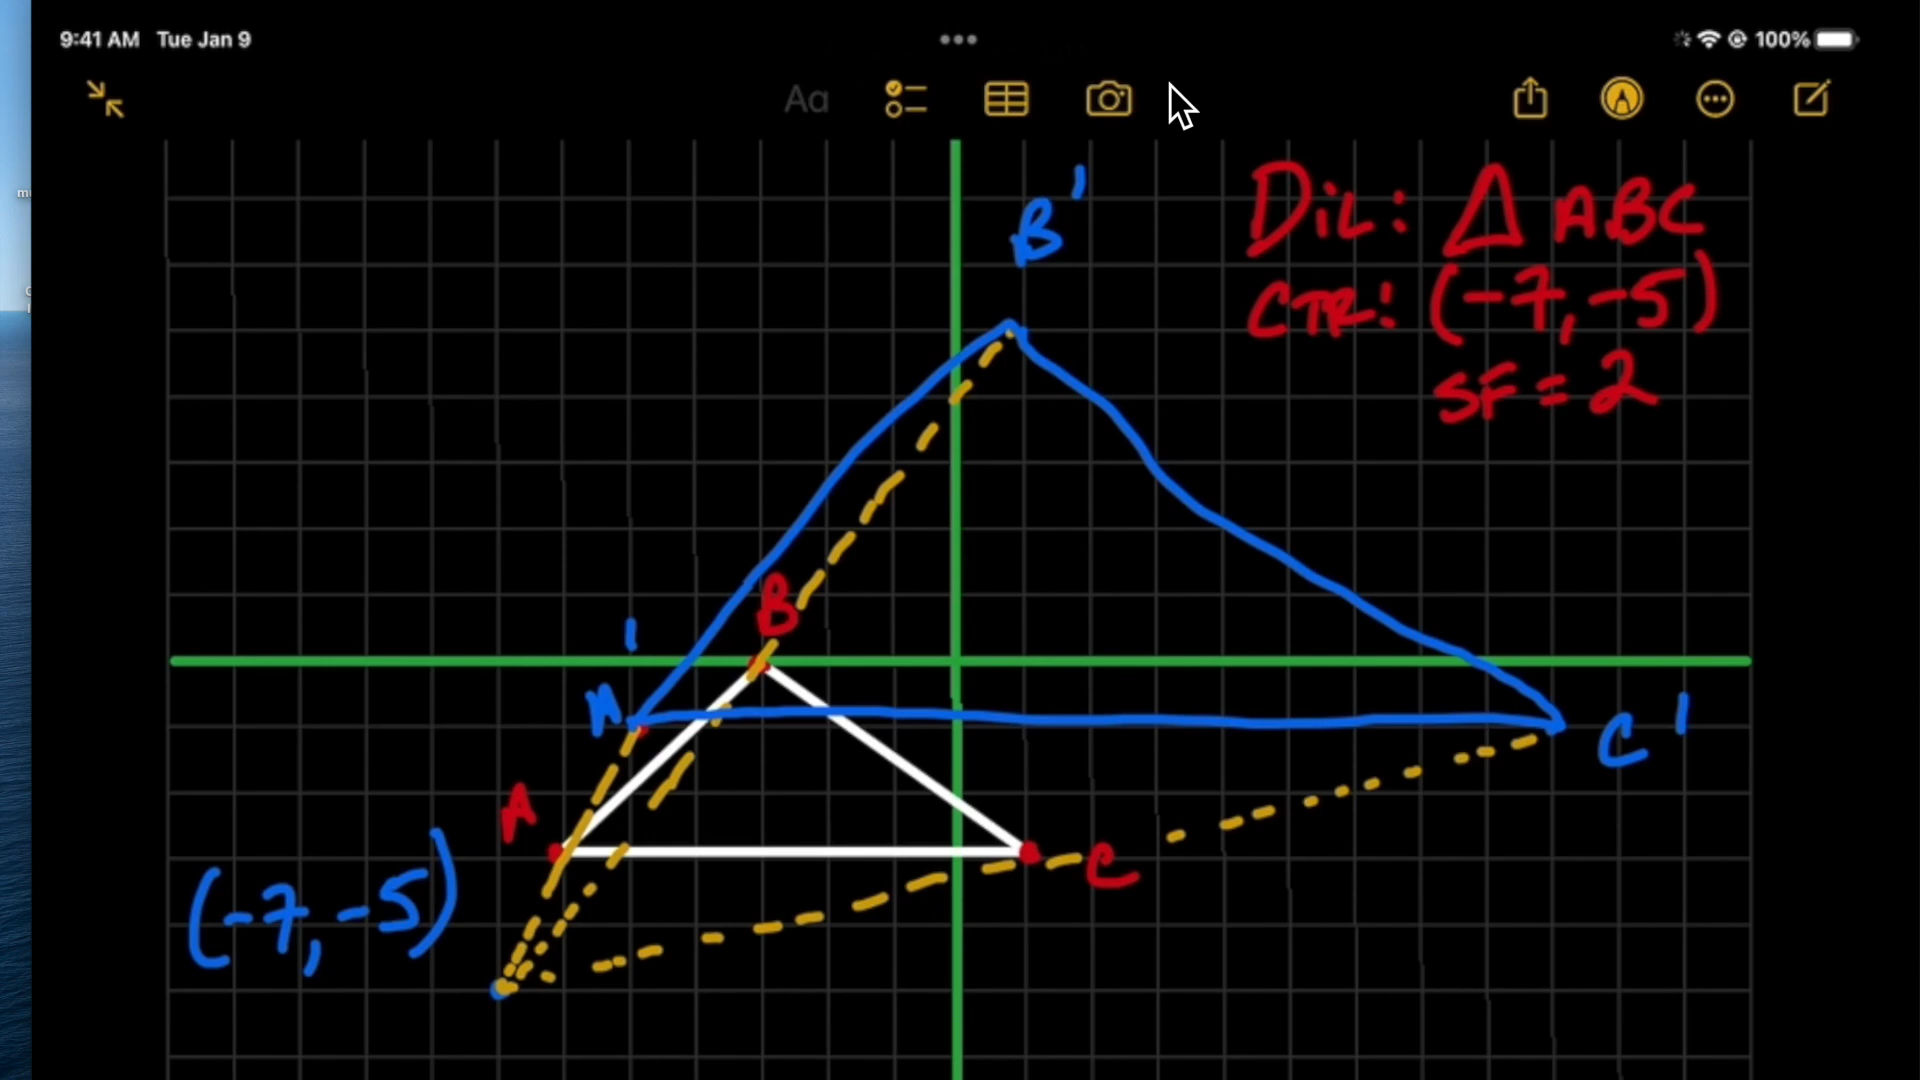 9:41 AM Tue Jan 9
100%
Aa
B'
DiL: Δ ABC
CTR: (-7,-5)
SF = 2
B
A'
C'
A
C
(-7,-5)